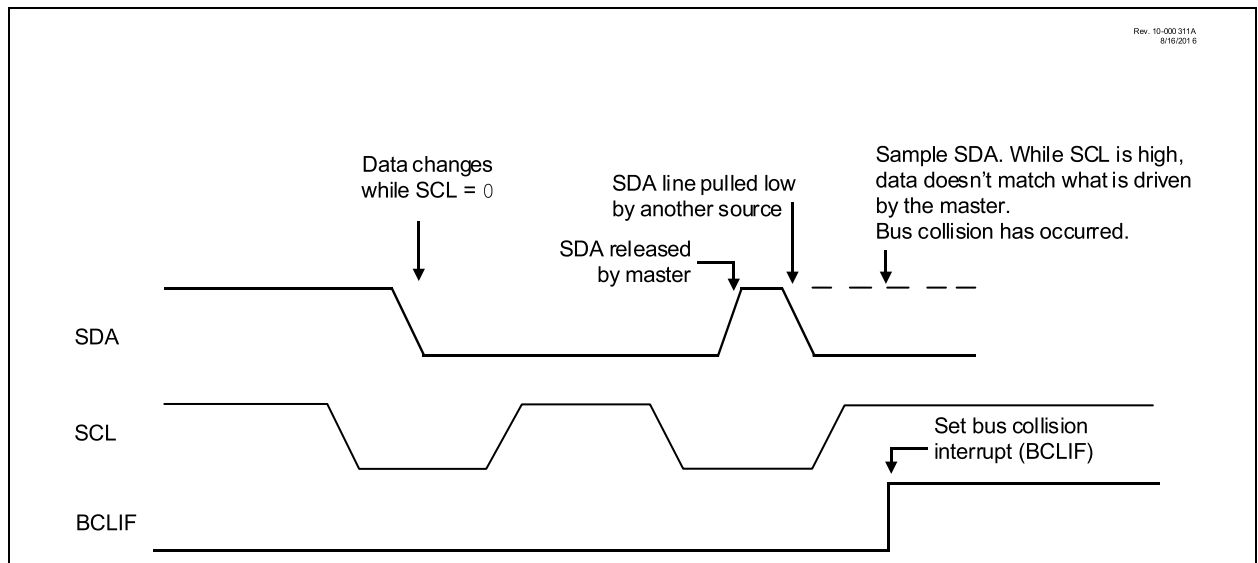 Rev. 10-000311A
8/16/2016
Data changes
while SCL = 0
SDA line pulled low
by another source
SDA released
by master
Sample SDA. While SCL is high,
data doesn't match what is driven
by the master.
Bus collision has occurred.
SDA
SCL
Set bus collision
interrupt (BCLIF)
BCLIF